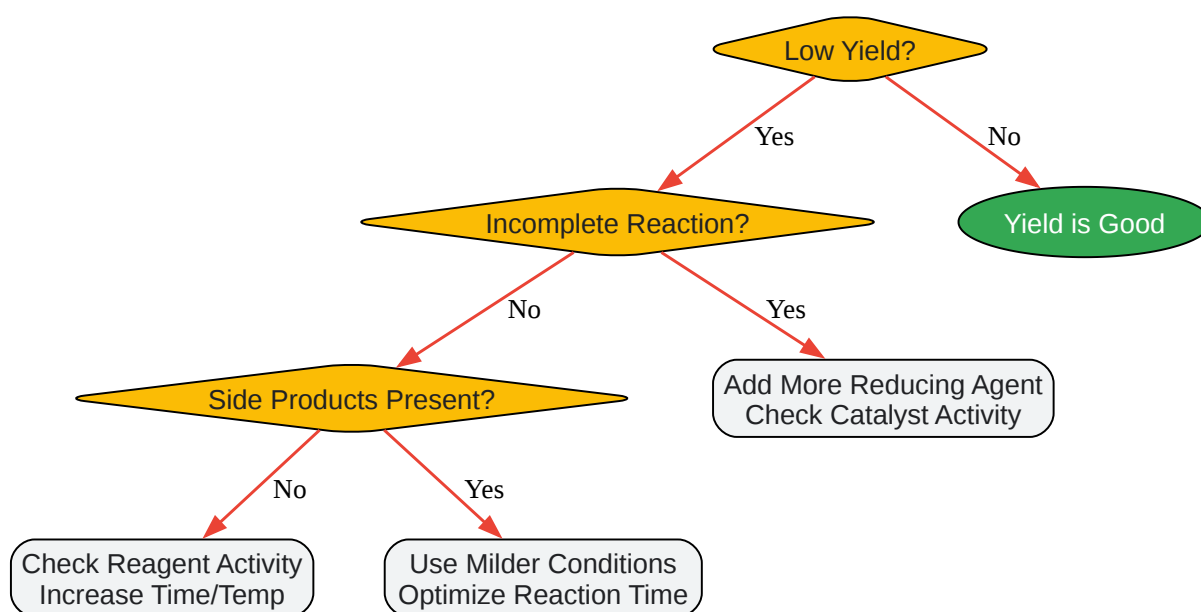 Low Yield?
Yes
No
Incomplete Reaction?
Yield is Good
No
Yes
Side Products Present?
Add More Reducing Agent
Check Catalyst Activity
No
Yes
Check Reagent Activity
Increase Time/Temp
Use Milder Conditions
Optimize Reaction Time